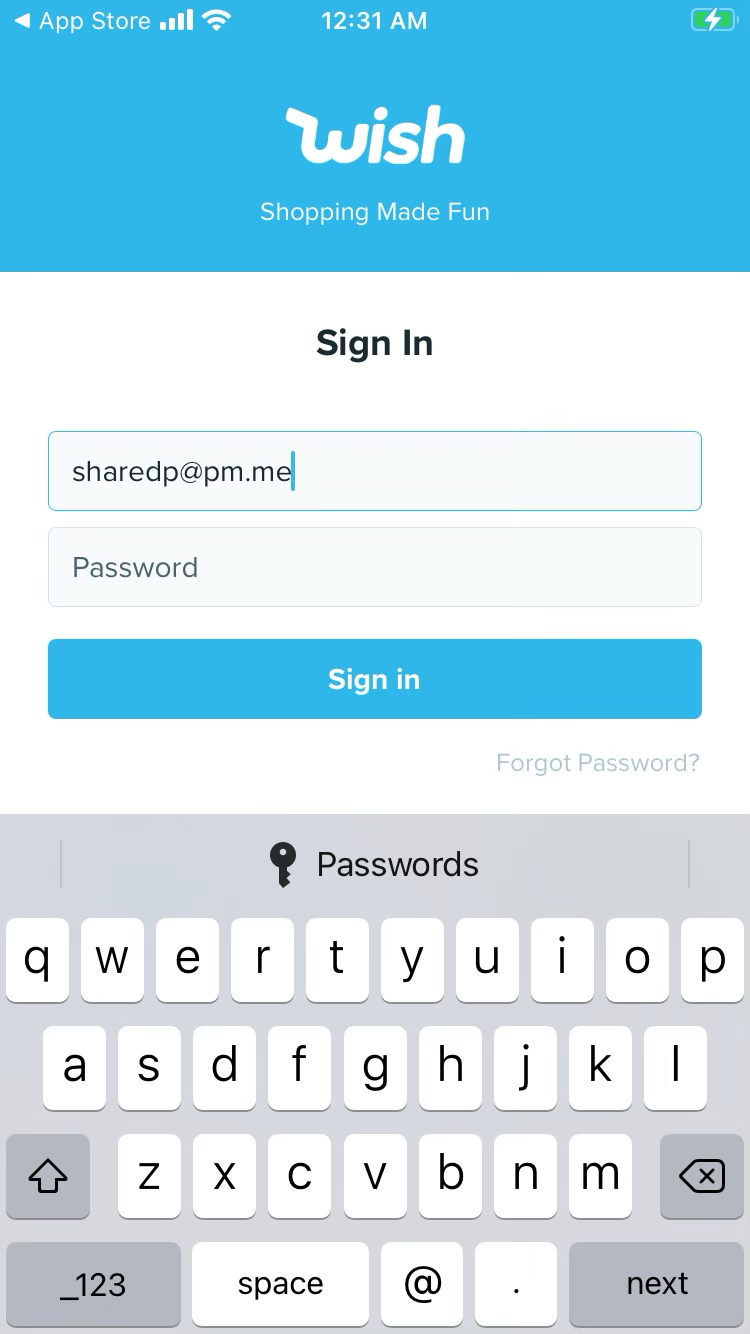 App Store 12:31 AM
wish
Shopping Made Fun
Sign In
sharedp@pm.me
Password
Sign in
Forgot Password?
Passwords
q w e r t y u i o p
a s d f g h j k l
z x c v b n m
_123 space @ . next